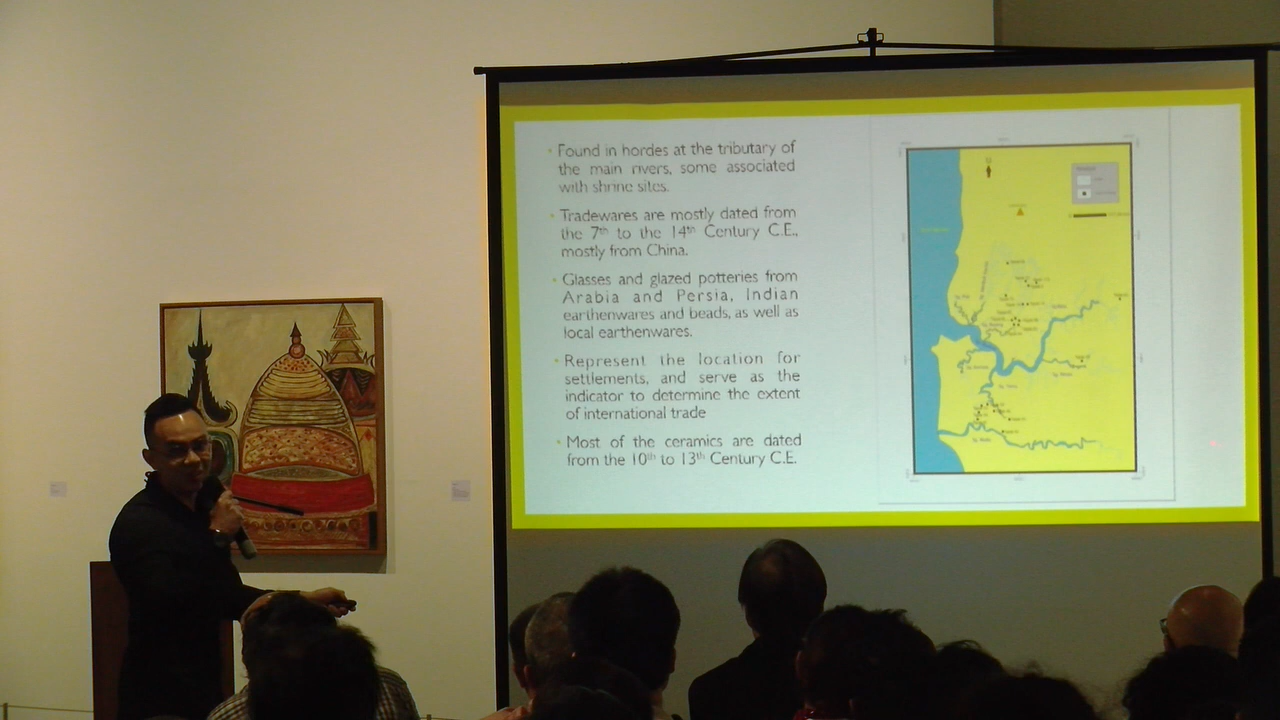 • Found in hordes at the tributary of
the main rivers, some associated
with shrine sites.
• Tradewares are mostly dated from
the 7th to the 14th Century C.E.,
mostly from China.
• Glasses and glazed potteries from
Arabia and Persia, Indian
earthenwares and beads, as well as
local earthenwares.
• Represent the location for
settlements, and serve as the
indicator to determine the extent
of international trade
• Most of the ceramics are dated
from the 10th to 13th Century C.E.